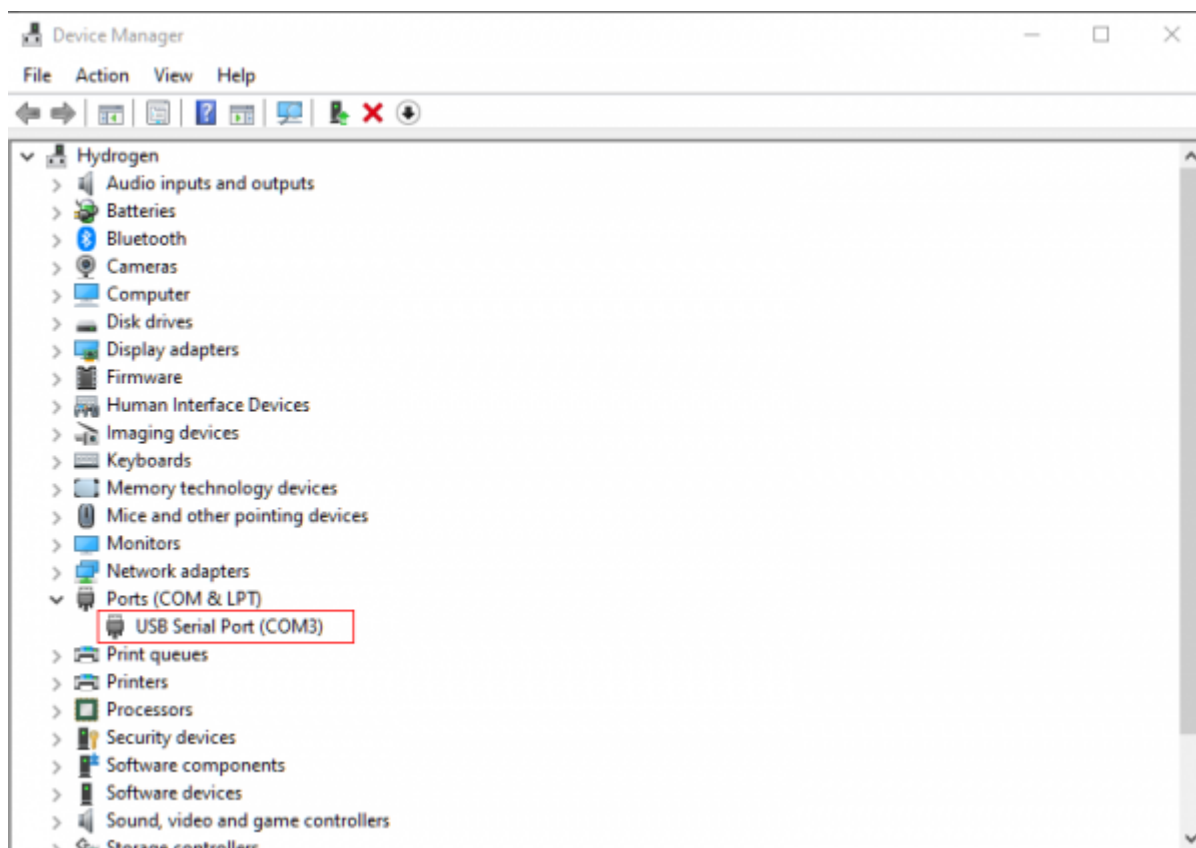 Device Manager
File Action View Help
Hydrogen
Audio inputs and outputs
Batteries
Bluetooth
Cameras
Computer
Disk drives
Display adapters
Firmware
Human Interface Devices
Imaging devices
Keyboards
Memory technology devices
Mice and other pointing devices
Monitors
Network adapters
Ports (COM & LPT)
USB Serial Port (COM3)
Print queues
Printers
Processors
Security devices
Software components
Software devices
Sound, video and game controllers
Storage controllers